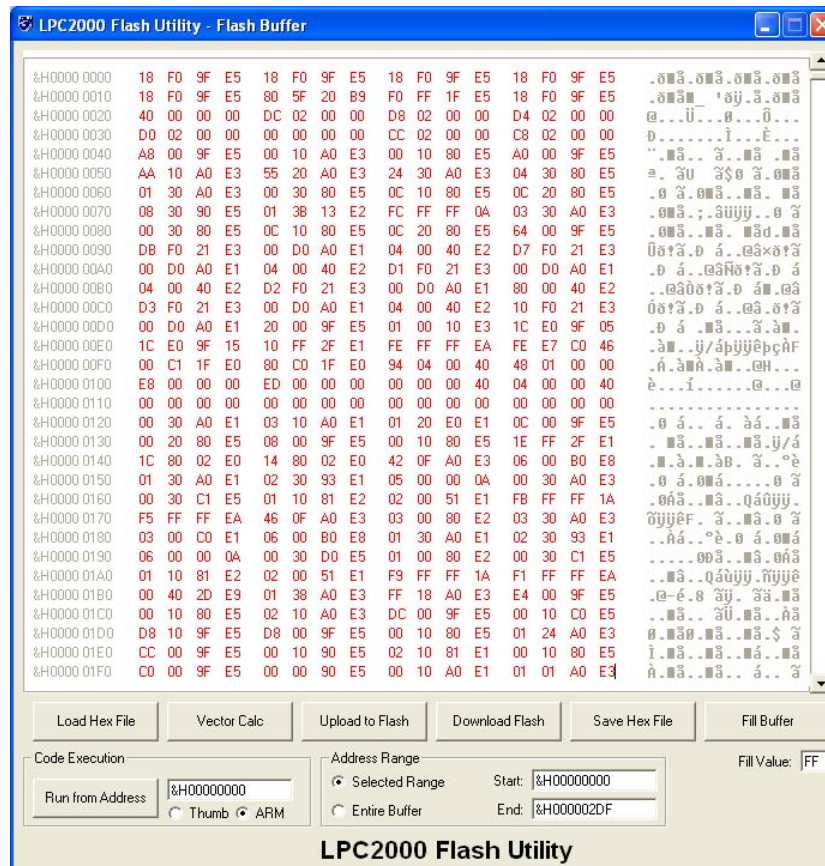 LPC2000 Flash Utility - Flash Buffer
&H0000 0000 18 F0 9F E5 18 F0 9F E5 18 F0 9F E5 18 F0 9F E5
&H0000 0010 18 F0 9F E5 80 5F 20 B9 F0 FF 1F E5 18 F0 9F E5
&H0000 0020 40 00 00 00 DC 02 00 00 D8 02 00 00 D4 02 00 00
&H0000 0030 D0 02 00 00 00 00 00 00 CC 02 00 00 C8 02 00 00
&H0000 0040 A8 00 9F E5 00 10 A0 E3 00 10 80 E5 A0 00 9F E5
&H0000 0050 AA 10 A0 E3 55 20 A0 E3 24 30 A0 E3 04 30 80 E5
&H0000 0060 01 30 A0 E3 00 30 80 E5 0C 10 80 E5 0C 20 80 E5
&H0000 0070 08 30 90 E5 01 3B 13 E2 FC FF FF 0A 03 30 A0 E3
&H0000 0080 00 30 80 E5 0C 10 80 E5 0C 20 80 E5 64 00 9F E5
&H0000 0090 DB F0 21 E3 00 D0 A0 E1 04 00 40 E2 D7 F0 21 E3
&H0000 00A0 00 D0 A0 E1 04 00 40 E2 D1 F0 21 E3 00 D0 A0 E1
&H0000 00B0 04 00 40 E2 D2 F0 21 E3 00 D0 A0 E1 80 00 40 E2
&H0000 00C0 D3 F0 21 E3 00 D0 A0 E1 04 00 40 E2 10 F0 21 E3
&H0000 00D0 00 D0 A0 E1 20 00 9F E5 01 00 10 E3 1C E0 9F 05
&H0000 00E0 1C E0 9F 15 10 FF 2F E1 FE FF FF EA FE E7 C0 46
&H0000 00F0 00 C1 1F E0 80 C0 1F E0 94 04 00 40 48 01 00 00
&H0000 0100 E8 00 00 00 ED 00 00 00 00 00 00 40 04 00 00 40
&H0000 0110 00 00 00 00 00 00 00 00 00 00 00 00 00 00 00 00
&H0000 0120 00 30 A0 E1 03 10 A0 E1 01 20 E0 E1 0C 00 9F E5
&H0000 0130 00 20 80 E5 08 00 9F E5 00 10 80 E5 1E FF 2F E1
&H0000 0140 1C 80 02 E0 14 80 02 E0 42 0F A0 E3 06 00 B0 E8
&H0000 0150 01 30 A0 E1 02 30 93 E1 05 00 00 0A 00 30 A0 E3
&H0000 0160 00 30 C1 E5 01 10 81 E2 02 00 51 E1 FB FF FF 1A
&H0000 0170 F5 FF FF EA 46 0F A0 E3 03 00 80 E2 03 30 A0 E3
&H0000 0180 03 00 C0 E1 06 00 B0 E8 01 30 A0 E1 02 30 93 E1
&H0000 0190 06 00 00 0A 00 30 D0 E5 01 00 80 E2 00 30 C1 E5
&H0000 01A0 01 10 81 E2 02 00 51 E1 F9 FF FF 1A F1 FF FF EA
&H0000 01B0 00 40 2D E9 01 38 A0 E3 FF 18 A0 E3 E4 00 9F E5
&H0000 01C0 00 10 80 E5 02 10 A0 E3 DC 00 9F E5 00 10 C0 E5
&H0000 01D0 D8 10 9F E5 D8 00 9F E5 00 10 80 E5 01 24 A0 E3
&H0000 01E0 CC 00 9F E5 00 10 90 E5 02 10 81 E1 00 10 80 E5
&H0000 01F0 C0 00 9F E5 00 00 90 E5 00 10 A0 E1 01 01 A0 E3
Load Hex File Vector Calc Upload to Flash Download Flash Save Hex File Fill Buffer
Code Execution Address Range Fill Value: FF
Run from Address &H00000000 Selected Range Start: &H00000000
Thumb ARM Entire Buffer End: &H000002DF
LPC2000 Flash Utility